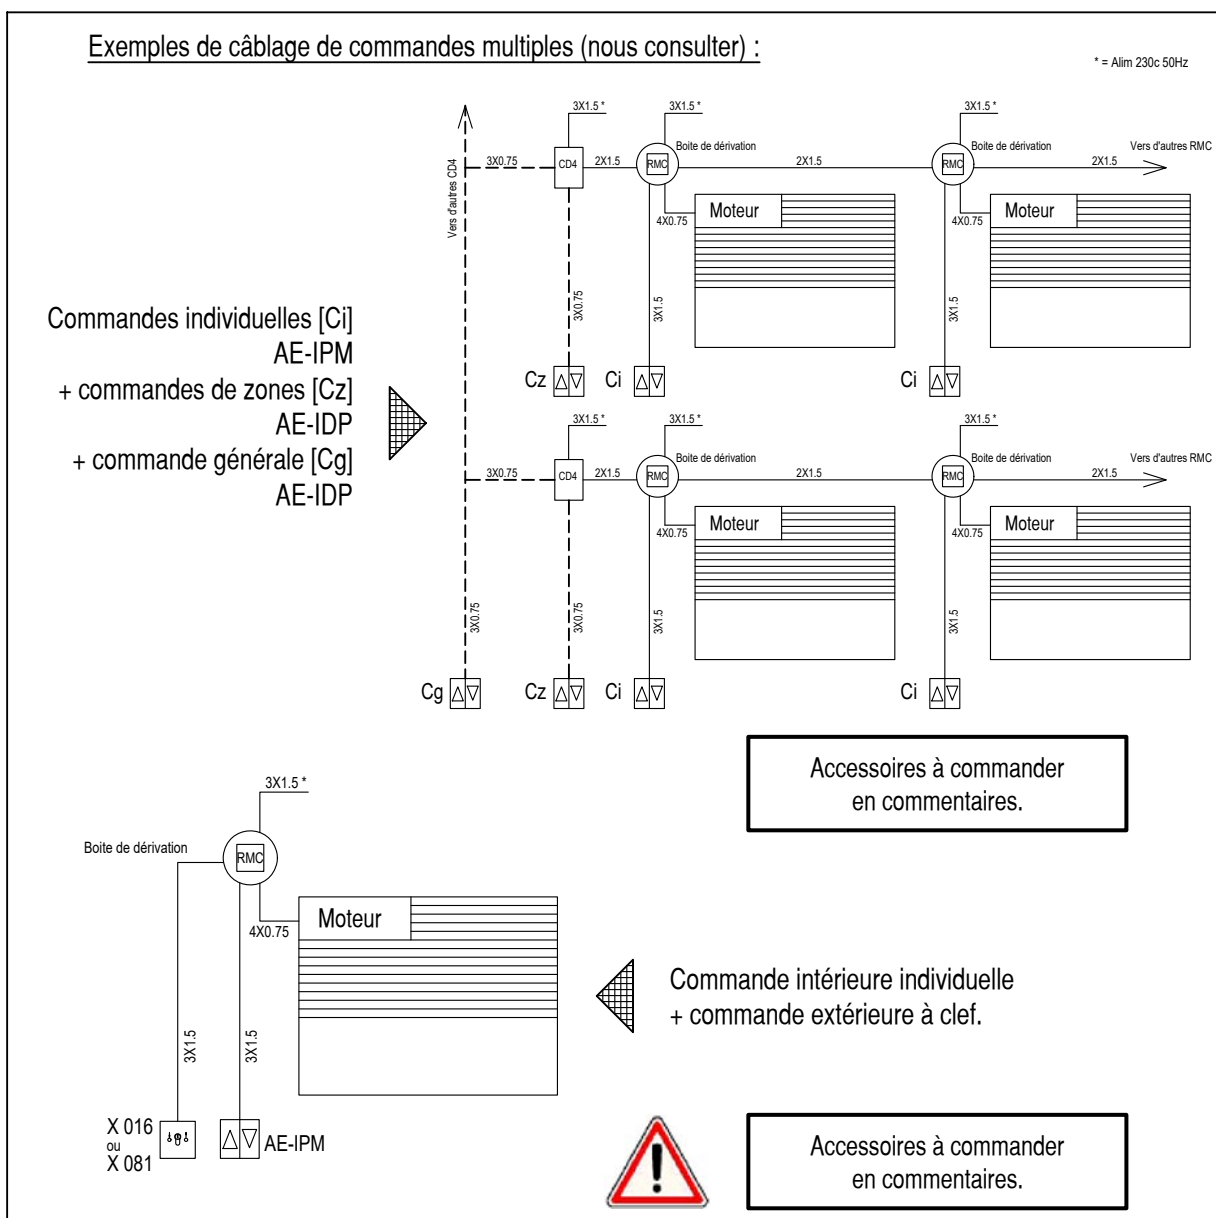 Exemples de câblage de commandes multiples (nous consulter) :
* = Alim 230c 50Hz
3X1.5 *
3X1.5 *
3X1.5 *
Vers d'autres CD4
3X0.75
CD4
2X1.5
RMC
Boite de dérivation
2X1.5
RMC
Boite de dérivation
2X1.5
Vers d'autres RMC
4X0.75
Moteur
4X0.75
Moteur
3X0.75
3X1.5
3X1.5
Cz
Ci
Ci
Commandes individuelles [Ci]
AE-IPM
+ commandes de zones [Cz]
AE-IDP
+ commande générale [Cg]
AE-IDP
3X1.5 *
3X1.5 *
3X1.5 *
3X0.75
CD4
2X1.5
RMC
Boite de dérivation
2X1.5
RMC
Boite de dérivation
2X1.5
Vers d'autres RMC
4X0.75
Moteur
4X0.75
Moteur
3X0.75
3X0.75
3X1.5
3X1.5
Cg
Cz
Ci
Ci
Accessoires à commander
en commentaires.
3X1.5 *
Boite de dérivation
RMC
4X0.75
Moteur
3X1.5
3X1.5
Commande intérieure individuelle
+ commande extérieure à clef.
X 016
ou
X 081
AE-IPM
Accessoires à commander
en commentaires.